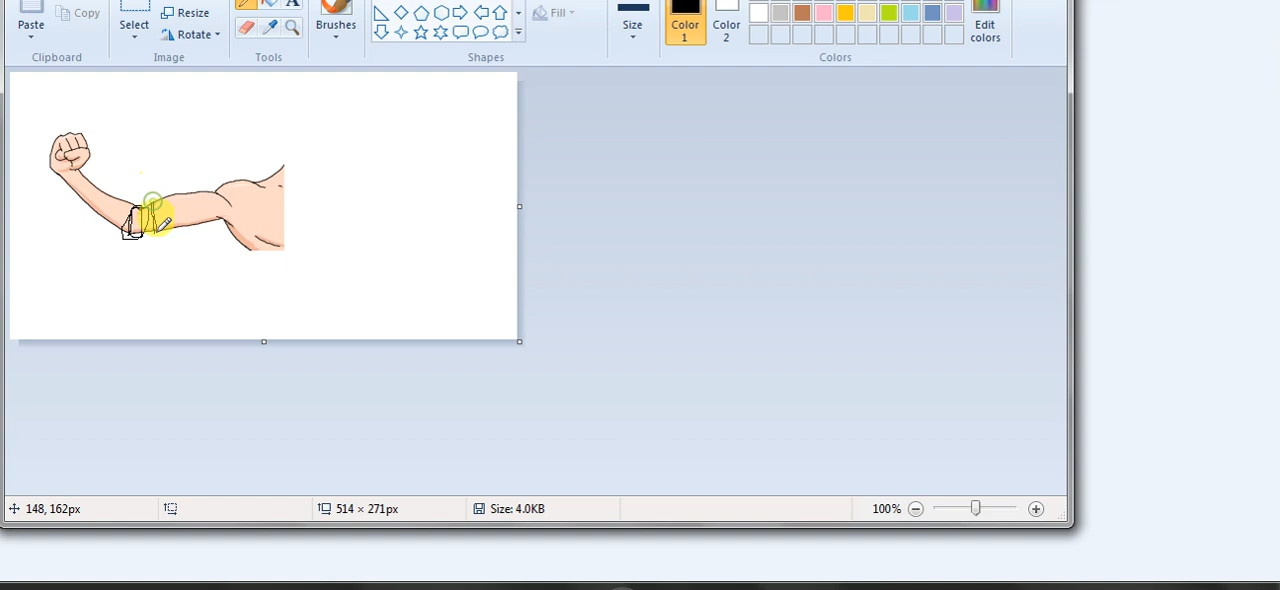 Paste
Copy
Select
Resize
Rotate
A
Brushes
Fill
Size
Color
1
Color
2
Edit
colors
Clipboard
Image
Tools
Shapes
Colors
148, 162px
514 × 271px
Size: 4.0KB
100%